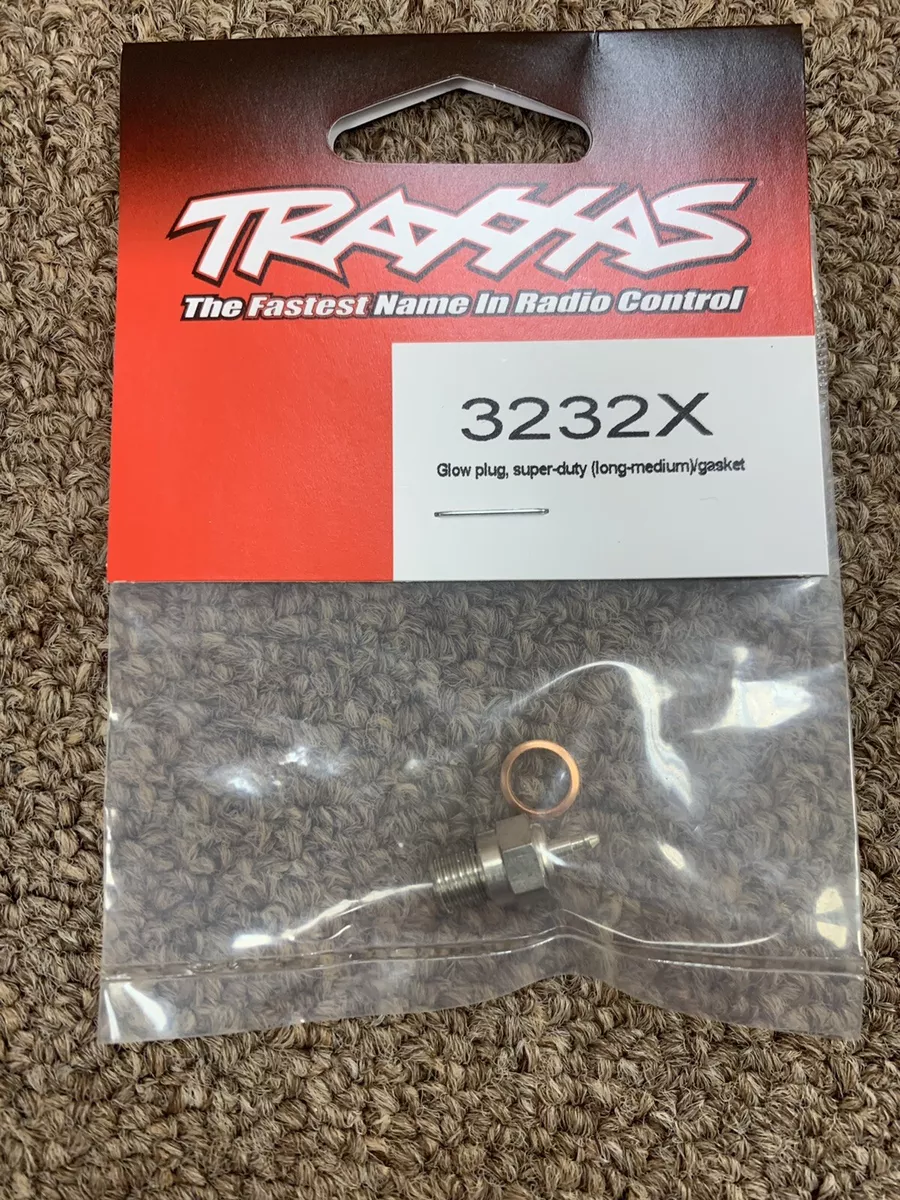 TRAXXAS
The Fastest Name In Radio Control
3232X
Glow plug, super-duty (long-medium)/gasket